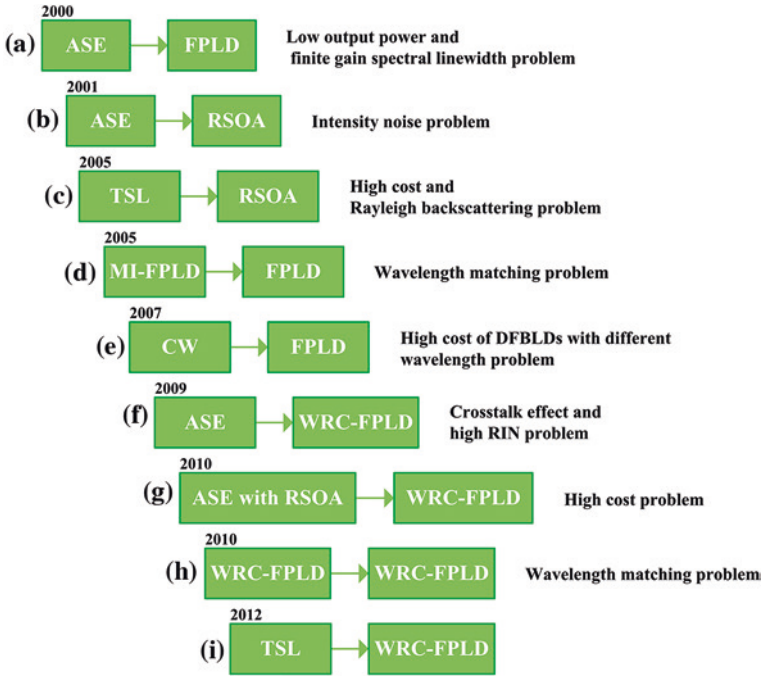 2000
(a) ASE FPLD Low output power and
finite gain spectral linewidth problem
2001
(b) ASE RSOA Intensity noise problem
2005
(c) TSL RSOA High cost and
Rayleigh backscattering problem
2005
(d) MI-FPLD FPLD Wavelength matching problem
2007
(e) CW FPLD High cost of DFBLDs with different
wavelength problem
2009
(f) ASE WRC-FPLD Crosstalk effect and
high RIN problem
2010
(g) ASE with RSOA WRC-FPLD High cost problem
2010
(h) WRC-FPLD WRC-FPLD Wavelength matching problem
2012
(i) TSL WRC-FPLD